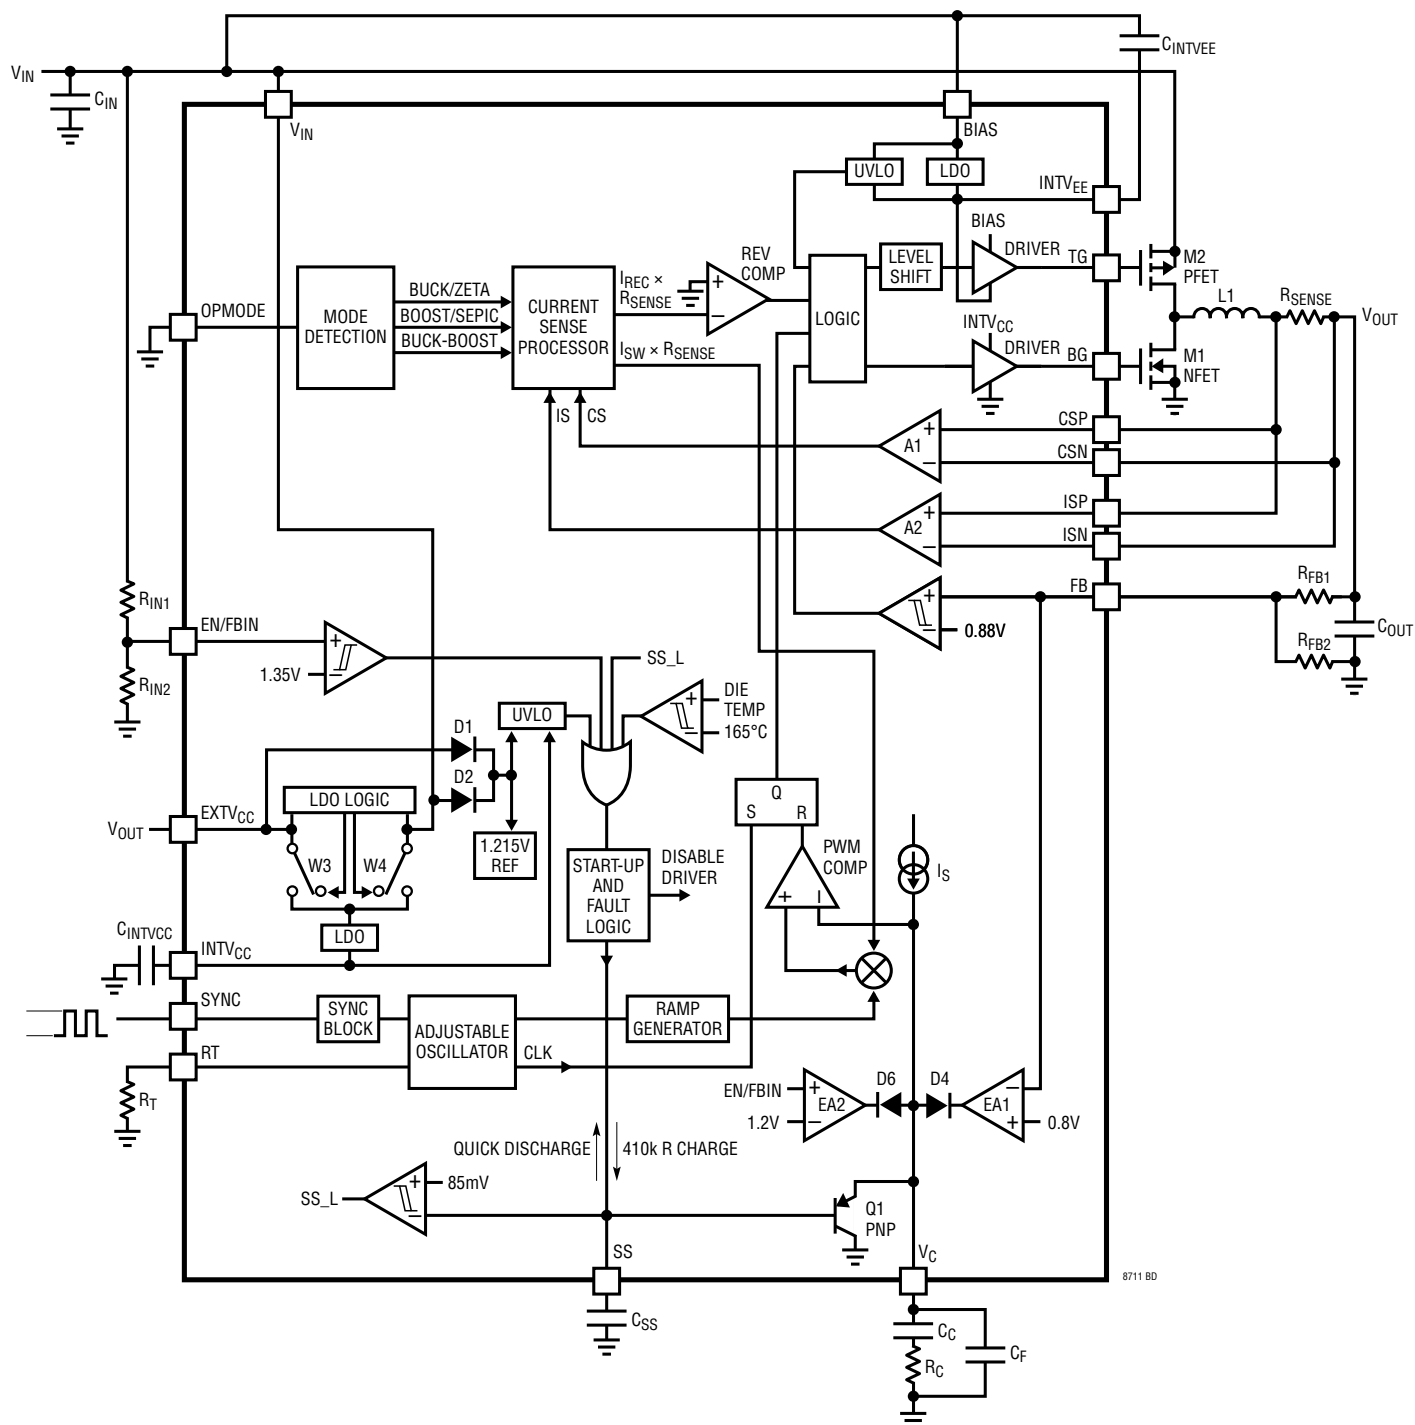 CINTVEE
VIN
CIN
VIN
BIAS
UVLO
LDO
INTVEE
BIAS
DRIVER
TG
M2
PFET
LEVEL
SHIFT
REV
COMP
+
–
IREC ×
RSENSE
CURRENT
SENSE
PROCESSOR
BUCK/ZETA
BOOST/SEPIC
BUCK-BOOST
MODE
DETECTION
OPMODE
LOGIC
L1
RSENSE
VOUT
INTVCC
DRIVER
BG
M1
NFET
ISW × RSENSE
IS
CS
A1
+
–
CSP
CSN
A2
+
–
ISP
ISN
FB
+
–
0.88V
RFB1
RFB2
COUT
RIN1
EN/FBIN
RIN2
+
–
1.35V
SS_L
+
–
DIE
TEMP
165°C
UVLO
D1
D2
1.215V
REF
LDO LOGIC
VOUT
EXTVCC
W3
W4
LDO
CINTVCC
INTVCC
START-UP
AND
FAULT
LOGIC
DISABLE
DRIVER
Q
S
R
PWM
COMP
+
–
IS
SYNC
SYNC
BLOCK
ADJUSTABLE
OSCILLATOR
RAMP
GENERATOR
RT
CLK
RT
EN/FBIN
1.2V
+
–
EA2
D6
D4
EA1
–
+
0.8V
QUICK DISCHARGE
410k R CHARGE
SS_L
+
–
85mV
Q1
PNP
SS
VC
8711 BD
CSS
CC
RC
CF